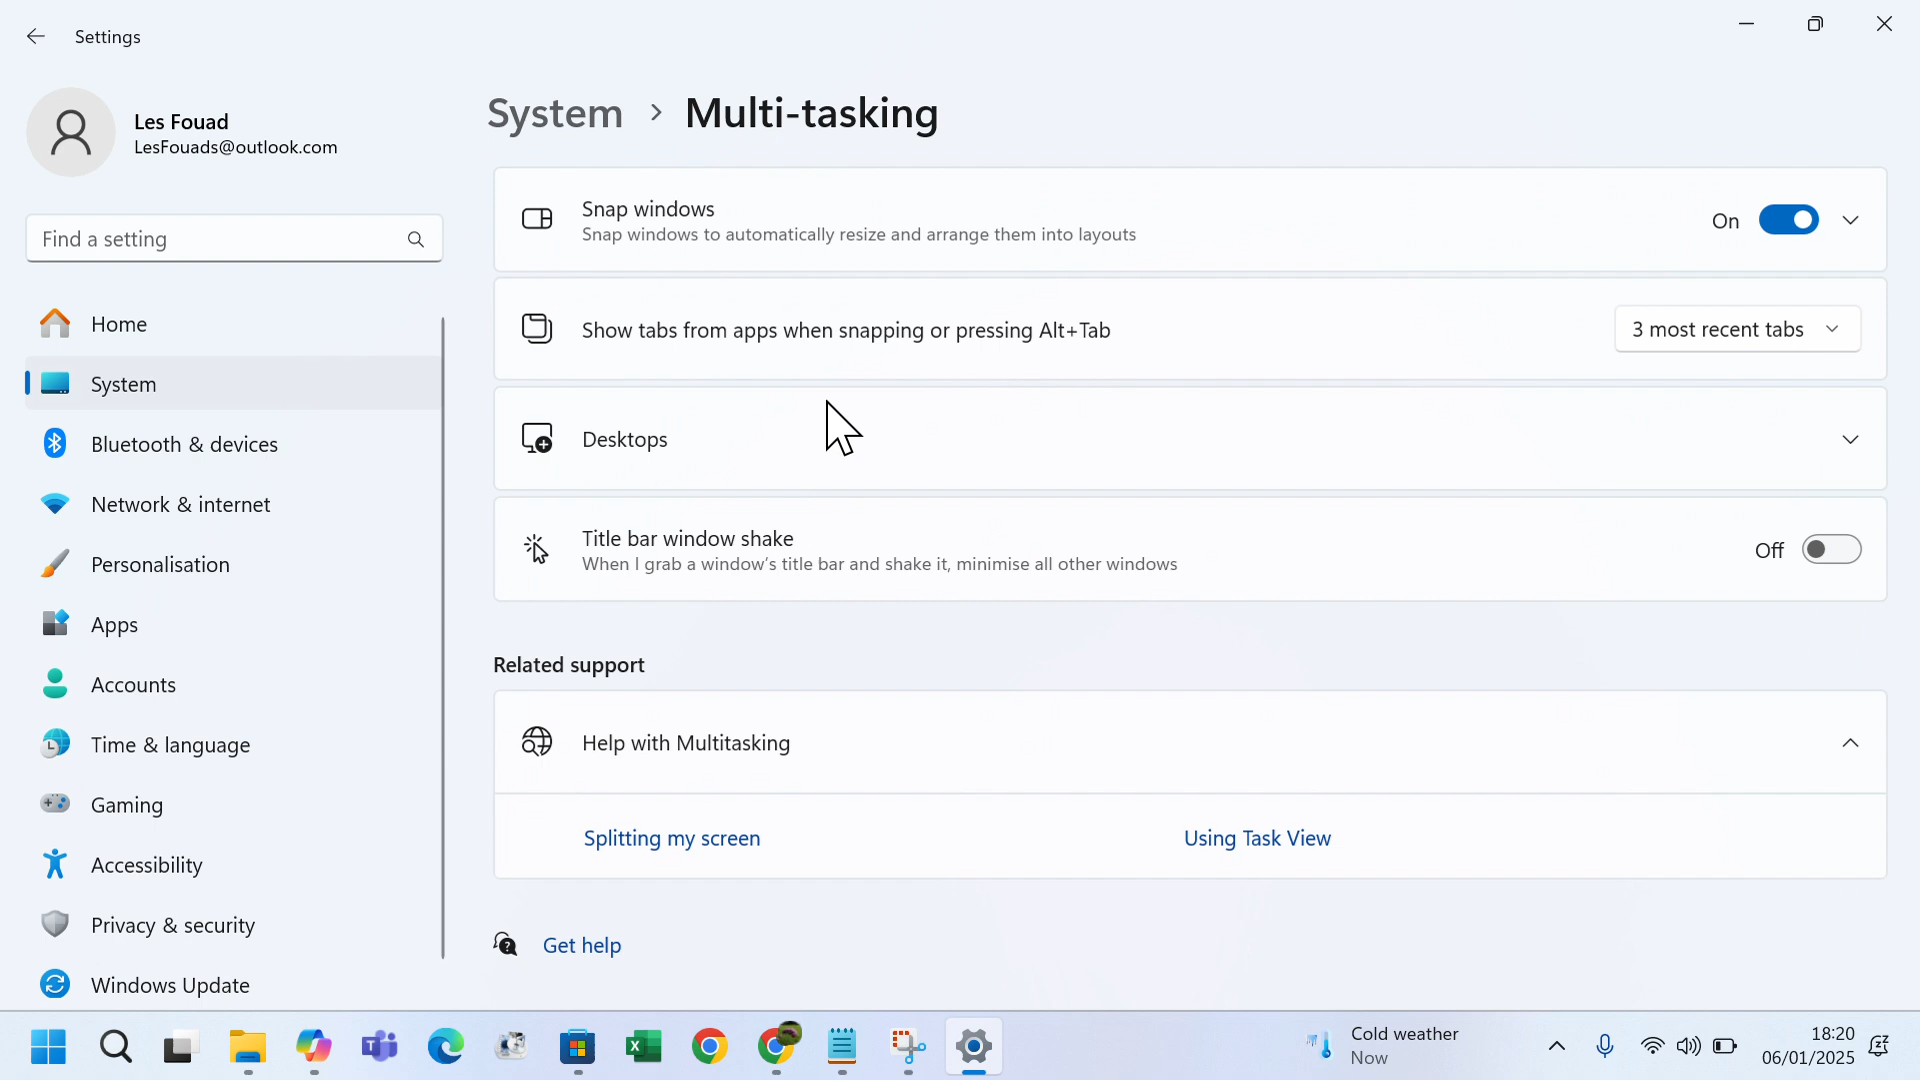 Settings
Les Fouad
LesFouads@outlook.com
Find a setting
Home
System
Bluetooth & devices
Network & internet
Personalisation
Apps
Accounts
Time & language
Gaming
Accessibility
Privacy & security
Windows Update
System > Multi-tasking
Snap windows
Snap windows to automatically resize and arrange them into layouts
On
Show tabs from apps when snapping or pressing Alt+Tab
3 most recent tabs
Desktops
Title bar window shake
When I grab a window's title bar and shake it, minimise all other windows
Off
Related support
Help with Multitasking
Splitting my screen
Using Task View
Get help
Cold weather
Now
18:20
06/01/2025